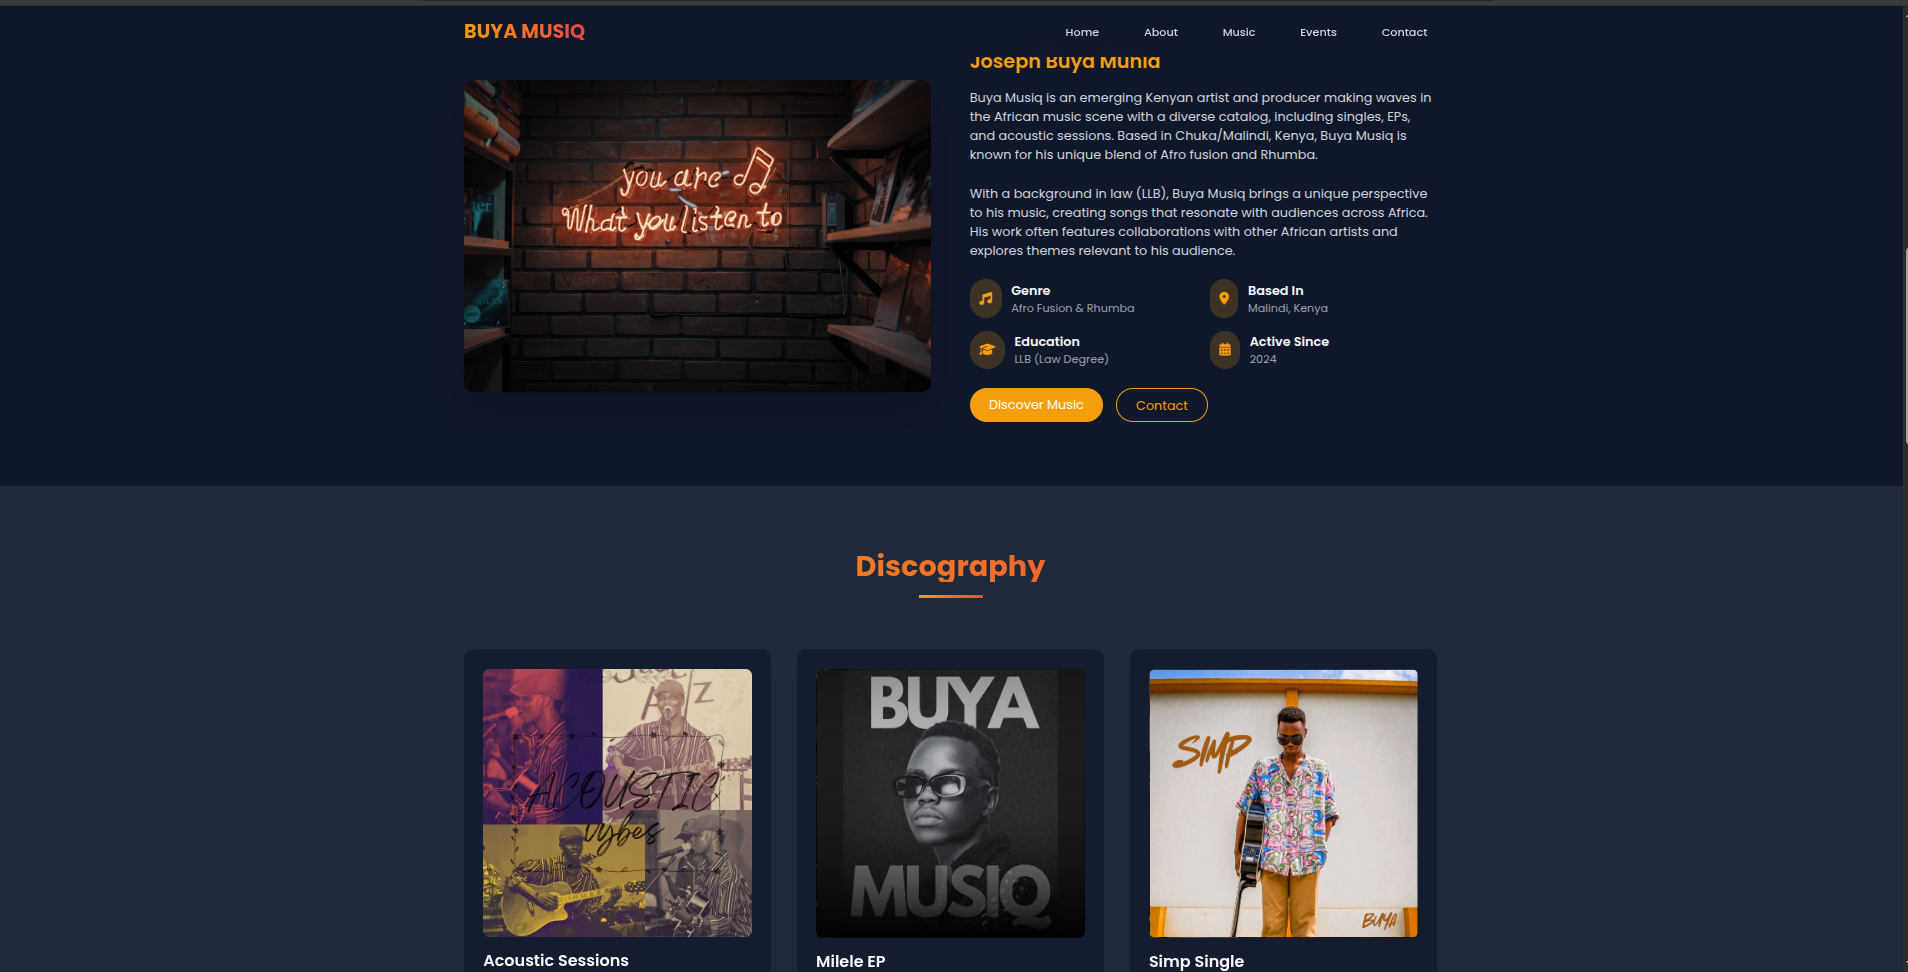 BUYA MUSIQ
Home
About
Music
Events
Contact
Joseph Buya Munid
you are
What you listen to
Buya Musiq is an emerging Kenyan artist and producer making waves in
the African music scene with a diverse catalog, including singles, EPs,
and acoustic sessions. Based in Chuka/Malindi, Kenya, Buya Musiq is
known for his unique blend of Afro fusion and Rhumba.
With a background in law (LLB), Buya Musiq brings a unique perspective
to his music, creating songs that resonate with audiences across Africa.
His work often features collaborations with other African artists and
explores themes relevant to his audience.
Genre
Afro Fusion & Rhumba
Based In
Malindi, Kenya
Education
LLB (Law Degree)
Active Since
2024
Discover Music
Contact
Discography
ACOUSTIC
Vybes
BUYA
MUSIQ
SIMP
BUYA
Acoustic Sessions
Milele EP
Simp Single